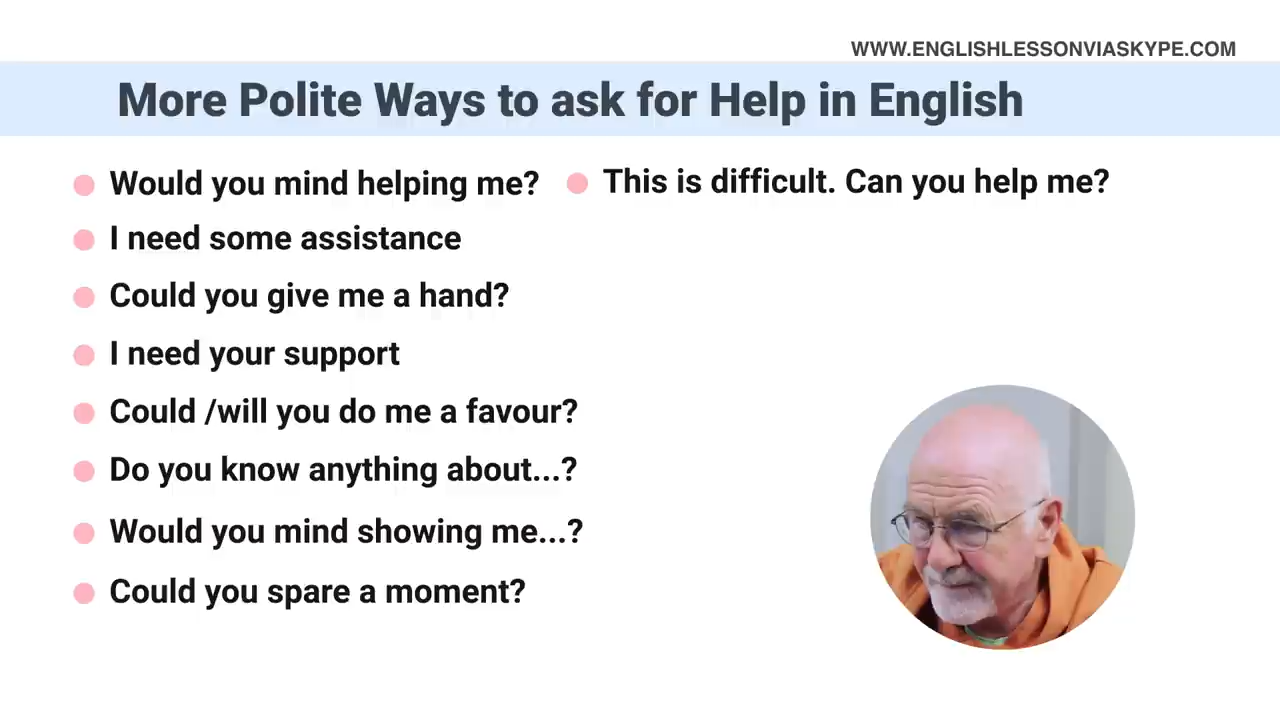 WWW.ENGLISHLESSONVIASKYPE.COM
More Polite Ways to ask for Help in English
Would you mind helping me?
I need some assistance
Could you give me a hand?
I need your support
Could /will you do me a favour?
Do you know anything about...?
Would you mind showing me...?
Could you spare a moment?
This is difficult. Can you help me?